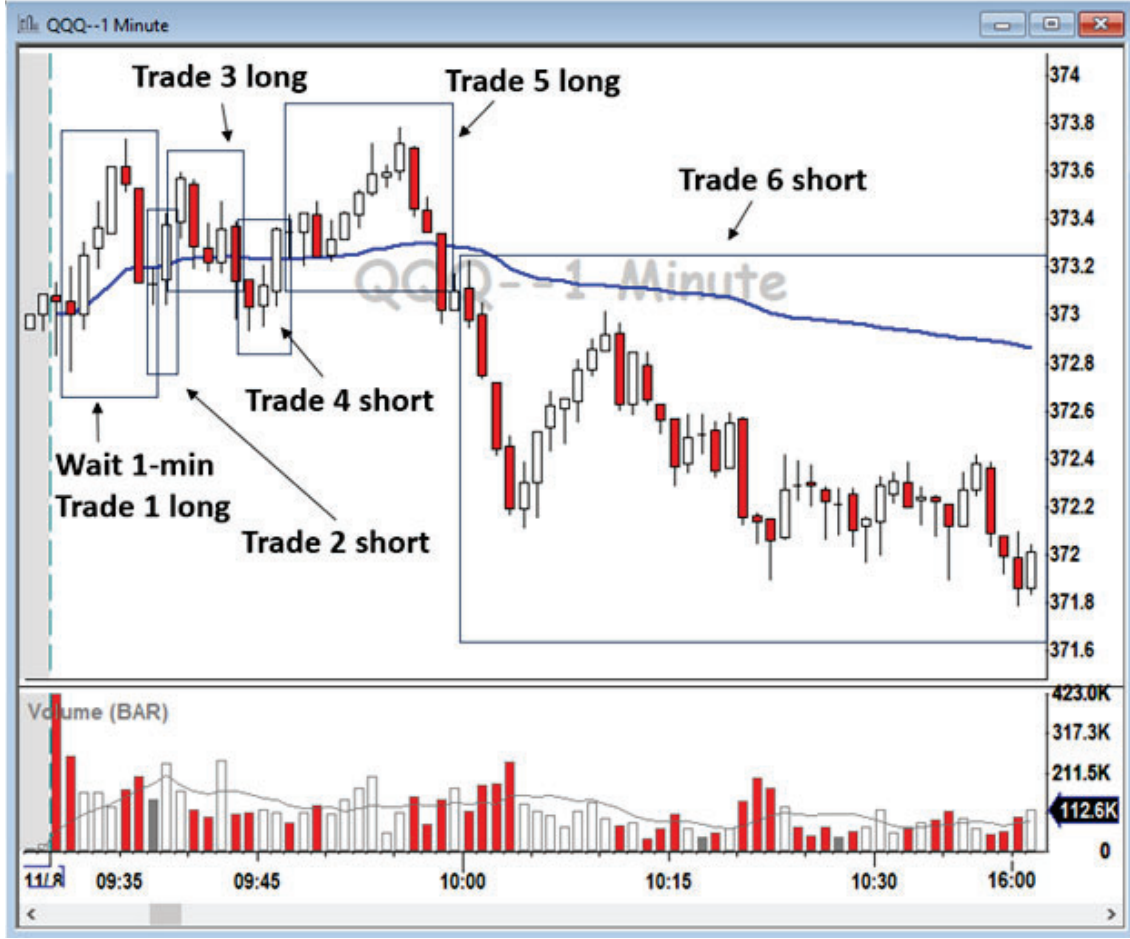 QQQ--1 Minute
Trade 3 long
Trade 5 long
Trade 6 short
QQQ--1 Minute
Trade 4 short
Wait 1-min
Trade 1 long
Trade 2 short
374
373.8
373.6
373.4
373.2
373
372.8
372.6
372.4
372.2
372
371.8
371.6
Volume (BAR)
423.0K
317.3K
211.5K
112.6K
0
11/8 09:35 09:45 10:00 10:15 10:30 16:00